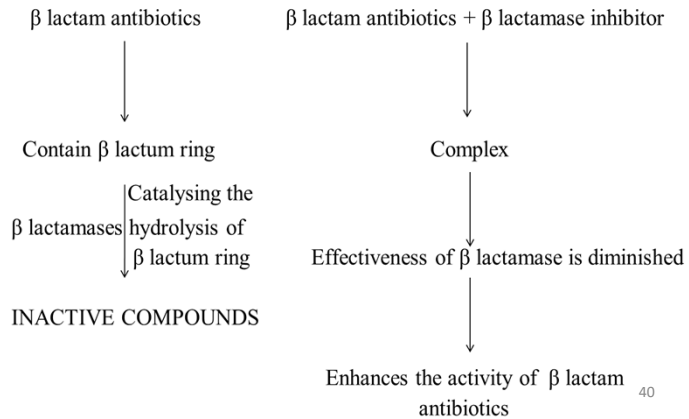 β lactam antibiotics
Contain β lactum ring
Catalysing the
β lactamases hydrolysis of
β lactum ring
INACTIVE COMPOUNDS
β lactam antibiotics + β lactamase inhibitor
Complex
Effectiveness of β lactamase is diminished
Enhances the activity of β lactam
antibiotics
40